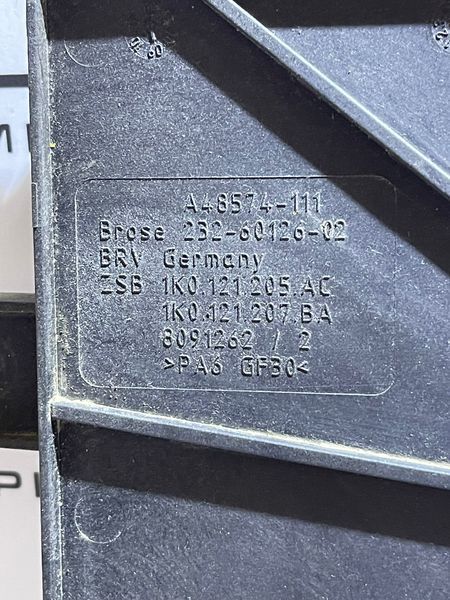 A48574-111
Brose 232-60126-02
BRV Germany
ZSB 1K0.121.205.AC
1K0.121.207.BA
8091262 / 2
>PA6 GF30<